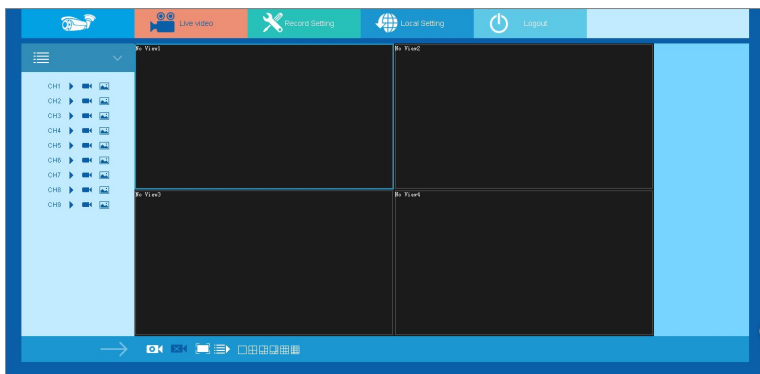 Live video
Record Setting
Local Setting
Logout
No View1
No View2
CH1
CH2
CH3
CH4
CH5
CH6
CH7
CH8
CH9
No View3
No View4